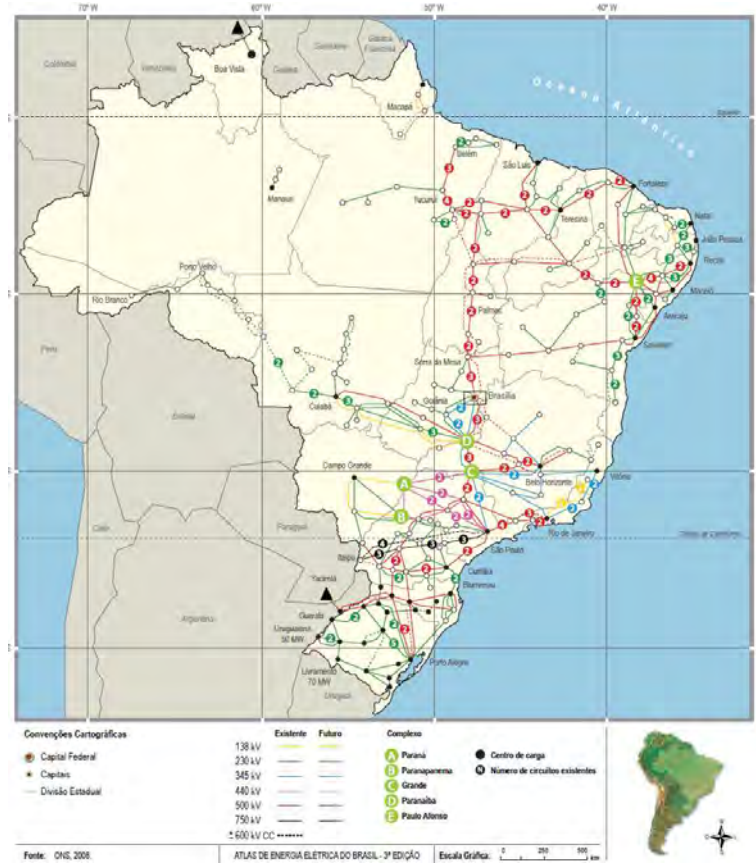 70° W
60° W
50° W
40° W
Colômbia
Venezuela
Guiana
Suriname
Guiana
Francesa
Boa Vista
Macapá
Oceano Atlântico
Equador
Belém
São Luis
Fortaleza
Manaus
Tucuruí
Teresina
Natal
João Pessoa
Recife
Porto Velho
Rio Branco
Maceió
Aracaju
Palmas
Salvador
Peru
Serra da Mesa
Bolívia
Cuiabá
Goiânia
Brasília
Campo Grande
Belo Horizonte
Vitória
Paraguai
Chile
Rio de Janeiro
São Paulo
Itaipu
Curitiba
Yacyretá
Blumenau
Argentina
Garabi
Uruguaiana
50 MW
Livramento
70 MW
Porto Alegre
Uruguai
Convenções Cartográficas
Existente Futuro
Complexo
Capital Federal
Capitais
Divisão Estadual
138 kV
230 kV
345 kV
440 kV
500 kV
750 kV
± 600 kV CC
A Paraná
B Paranapanema
C Grande
D Paranaíba
E Paulo Afonso
Centro de carga
N Número de circuitos existentes
Fonte: ONS, 2008.
ATLAS DE ENERGIA ELÉTRICA DO BRASIL - 3ª EDIÇÃO
Escala Gráfica:
0 250 500
km